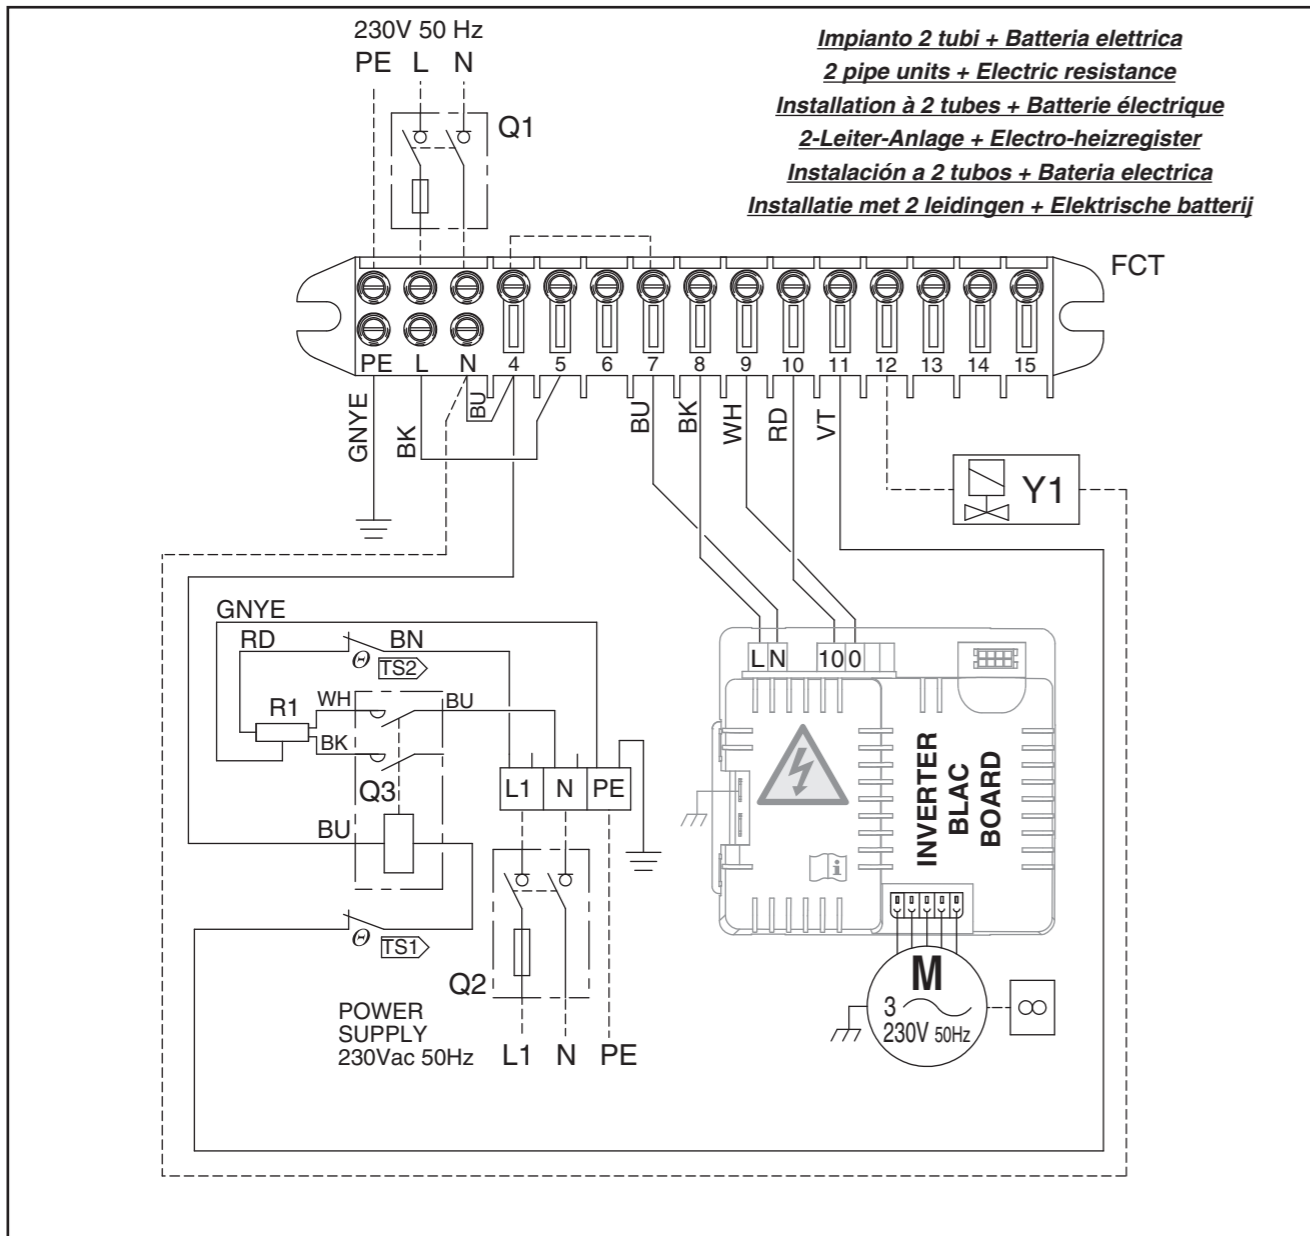 230V 50 Hz
PE L N
Q1
Impianto 2 tubi + Batteria elettrica
2 pipe units + Electric resistance
Installation à 2 tubes + Batterie électrique
2-Leiter-Anlage + Electro-heizregister
Instalación a 2 tubos + Bateria electrica
Installatie met 2 leidingen + Elektrische batterij
FCT
PE L N 4 5 6 7 8 9 10 11 12 13 14 15
GNYE BK BU BU BK WH RD VT
Y1
GNYE
RD BN
Θ TS2
R1 WH BU
BK
Q3
L1 N PE
BU
Θ TS1
Q2
POWER
SUPPLY
230Vac 50Hz
L1 N PE
L N 10 0
INVERTER
BLAC
BOARD
i
M
3
230V 50Hz